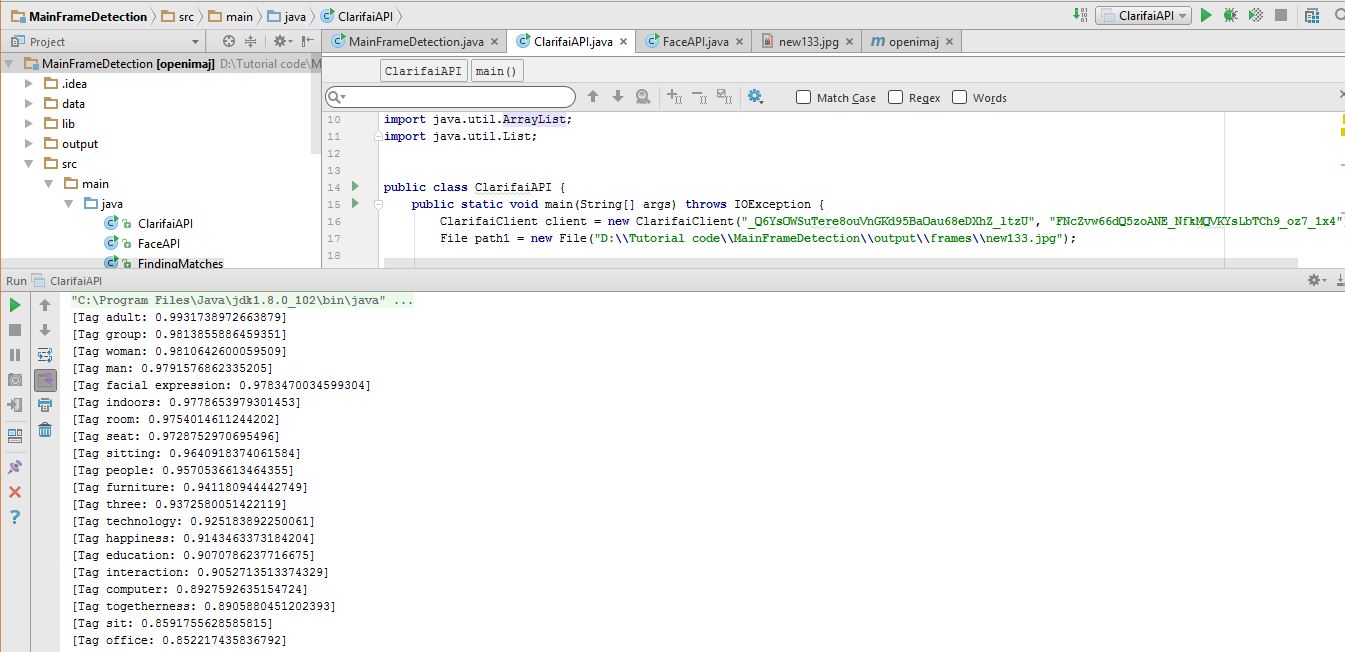 MainFrameDetection src main java ClarifaiAPI ClarifaiAPI
Project MainFrameDetection.java ClarifaiAPI.java FaceAPI.java new133.jpg m openimaj
MainFrameDetection [openimaj] D:\Tutorial code\M
ClarifaiAPI main()
.idea
data
lib
output
src
main
java
ClarifaiAPI
FaceAPI
FindingMatches
Match Case Regex Words
10 import java.util.ArrayList;
11 import java.util.List;
12
13
14 public class ClarifaiAPI {
15 public static void main(String[] args) throws IOException {
16 ClarifaiClient client = new ClarifaiClient("_Q6YsOWSuTere8ouVnGKd95BaOau68eDXhZ_ltzU", "FNcZvw66dQ5zoANE_NfkMQVKYsLbTCh9_oz7_1x4"
17 File path1 = new File("D:\\Tutorial code\\MainFrameDetection\\output\\frames\\new133.jpg");
18
Run ClarifaiAPI
"C:\Program Files\Java\jdk1.8.0_102\bin\java" ...
[Tag adult: 0.9931738972663879]
[Tag group: 0.9813855886459351]
[Tag woman: 0.9810642600059509]
[Tag man: 0.9791576862335205]
[Tag facial expression: 0.9783470034599304]
[Tag indoors: 0.9778653979301453]
[Tag room: 0.9754014611244202]
[Tag seat: 0.9728752970695496]
[Tag sitting: 0.9640918374061584]
[Tag people: 0.9570536613464355]
[Tag furniture: 0.941180944442749]
[Tag three: 0.9372580051422119]
[Tag technology: 0.925183892250061]
[Tag happiness: 0.9143463373184204]
[Tag education: 0.9070786237716675]
[Tag interaction: 0.9052713513374329]
[Tag computer: 0.8927592635154724]
[Tag togetherness: 0.8905880451202393]
[Tag sit: 0.8591755628585815]
[Tag office: 0.852217435836792]